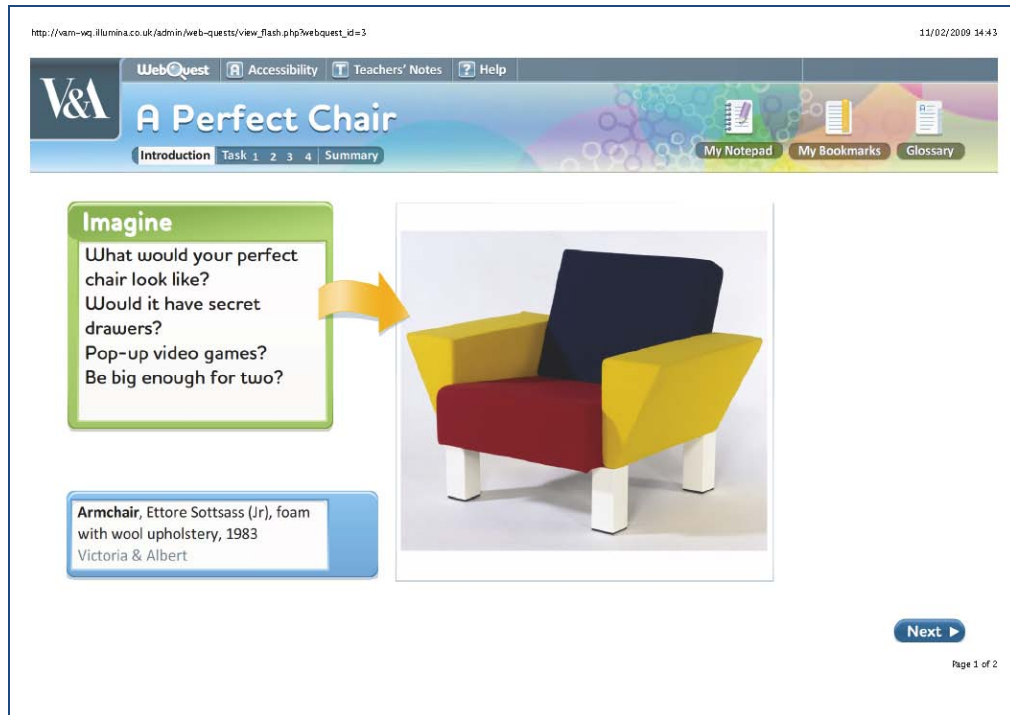 http://vam-wq.illumina.co.uk/admin/web-quests/view_flash.php?webquest_id=3
11/02/2009 14:43
V&A
WebQuest A Accessibility T Teachers' Notes ? Help
A Perfect Chair
Introduction Task 1 2 3 4 Summary
My Notepad My Bookmarks Glossary
Imagine
What would your perfect
chair look like?
Would it have secret
drawers?
Pop-up video games?
Be big enough for two?
Armchair, Ettore Sottsass (Jr), foam
with wool upholstery, 1983
Victoria & Albert
Next
Page 1 of 2